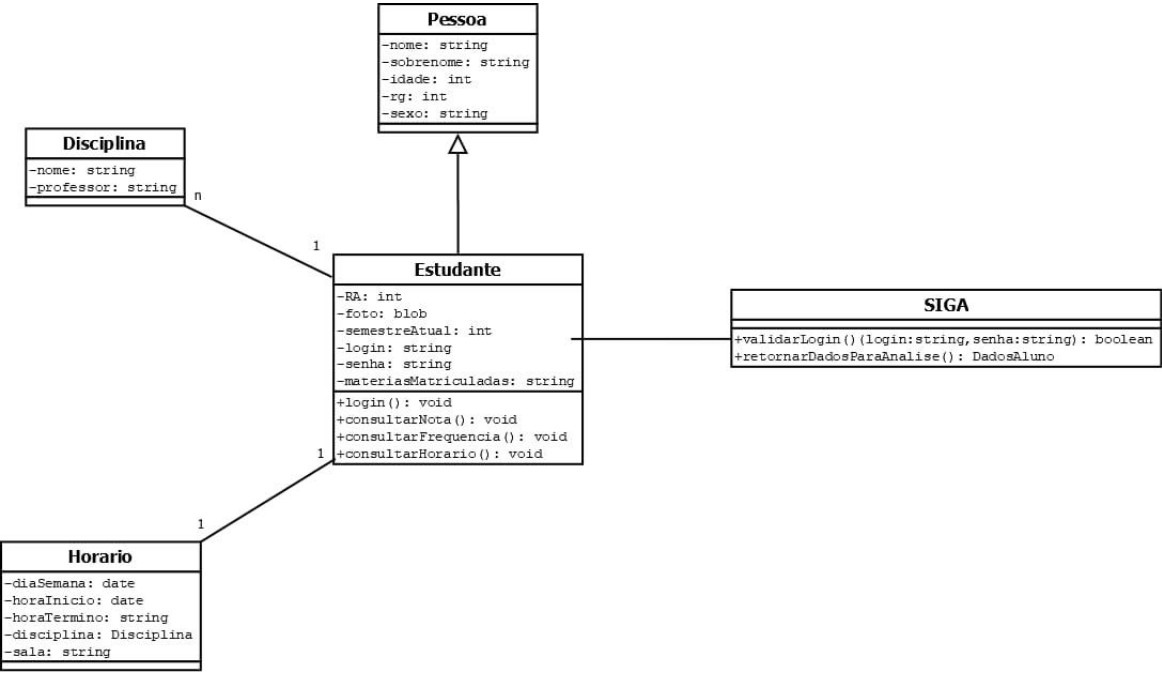 Pessoa
-nome: string
-sobrenome: string
-idade: int
-rg: int
-sexo: string
Disciplina
-nome: string
-professor: string
n
1
Estudante
-RA: int
-foto: blob
-semestreAtual: int
-login: string
-senha: string
-materiasMatriculadas: string
+login(): void
+consultarNota(): void
+consultarFrequencia(): void
+consultarHorario(): void
SIGA
+validarLogin()(login:string,senha:string): boolean
+retornarDadosParaAnalise(): DadosAluno
1
1
Horario
-diaSemana: date
-horaInicio: date
-horaTermino: string
-disciplina: Disciplina
-sala: string